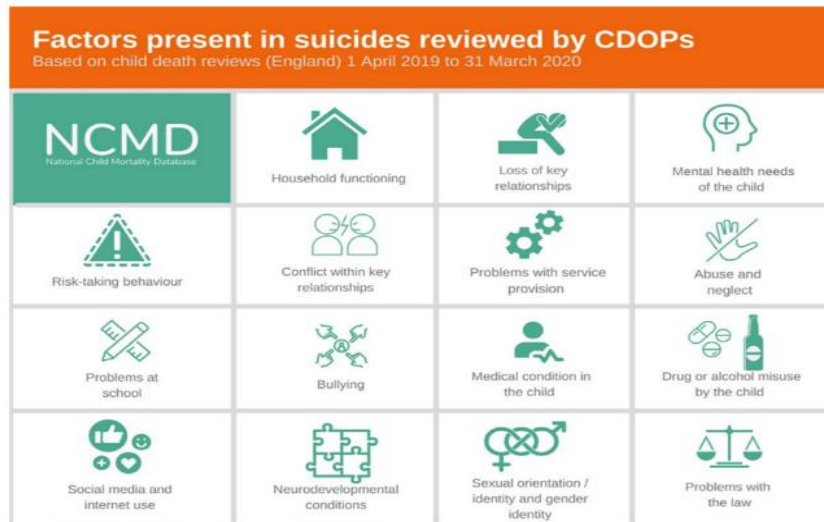 Factors present in suicides reviewed by CDOPs
Based on child death reviews (England) 1 April 2019 to 31 March 2020
NCMD
National Child Mortality Database
Household functioning
Loss of key
relationships
Mental health needs
of the child
Risk-taking behaviour
Conflict within key
relationships
Problems with service
provision
Abuse and
neglect
Problems at
school
Bullying
Medical condition in
the child
Drug or alcohol misuse
by the child
Social media and
internet use
Neurodevelopmental
conditions
Sexual orientation /
identity and gender
identity
Problems with
the law